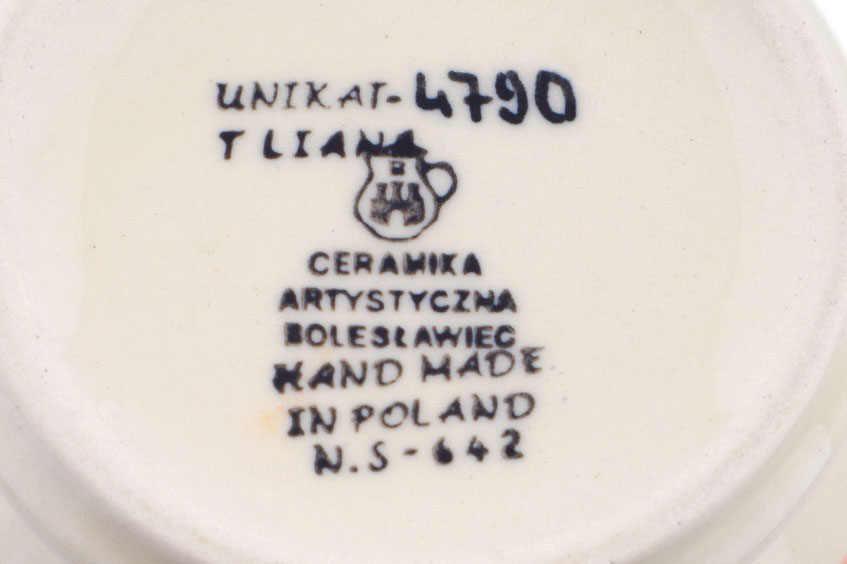 UNIKAT-4790
T LIANA
CERAMIKA
ARTYSTYCZNA
BOLESŁAWIEC
HAND MADE
IN POLAND
N.S-642